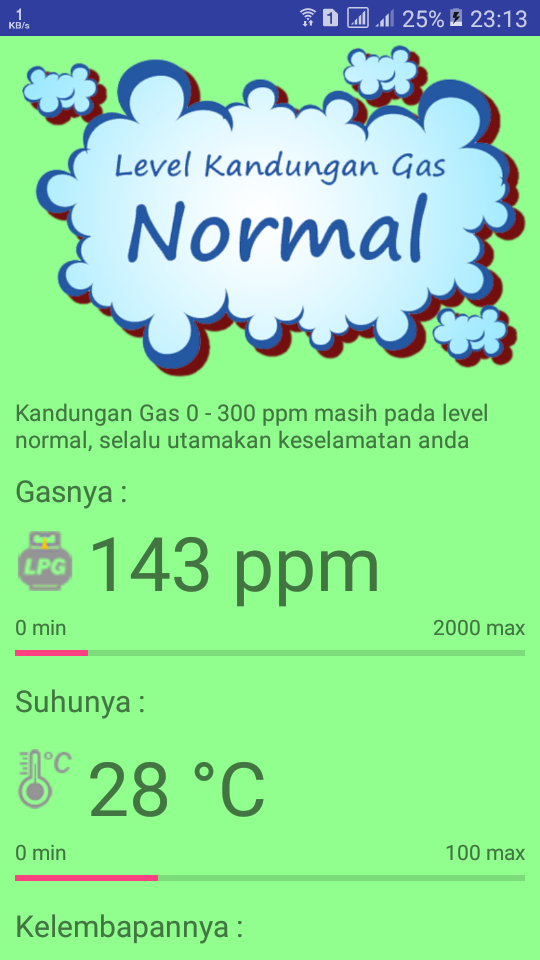 1
KB/s
1
25%
23:13
Level Kandungan Gas
Normal
Kandungan Gas 0 - 300 ppm masih pada level
normal, selalu utamakan keselamatan anda
Gasnya :
LPG
143 ppm
0 min
2000 max
Suhunya :
°C
28 °C
0 min
100 max
Kelembapannya :